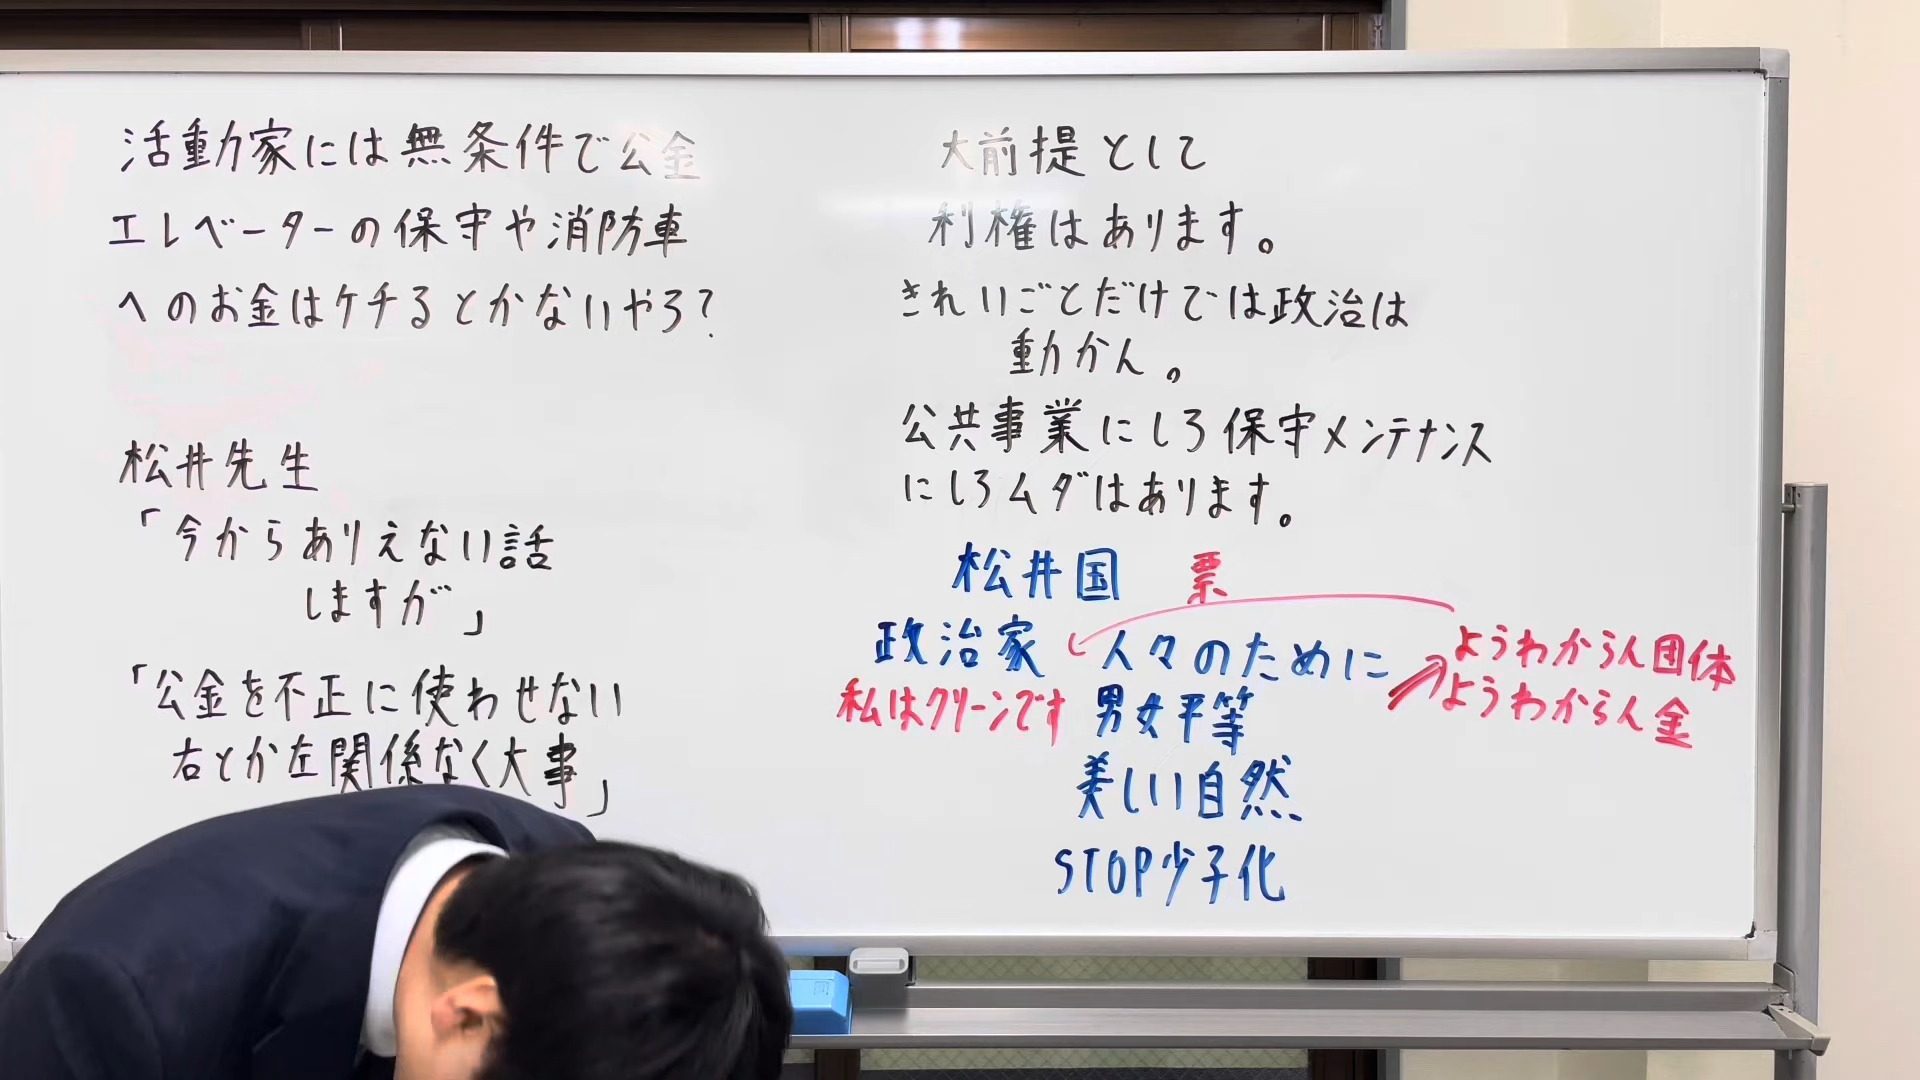 活動家には無条件で公金
エレベーターの保守や消防車
へのお金はケチるとかないやろ?
松井先生
「今からありえない話
しますが」
「公金を不正に使わせない
右とか左関係なく大事」
大前提として
利権はあります。
きれいごとだけでは政治は
動かん。
公共事業にしろ保守メンテナンス
にしろムダはあります。
松井国 票
政治家 人々のために
私はクリーンです 男女平等
美しい自然
STOP少子化
ようわからん団体
ようわからん金